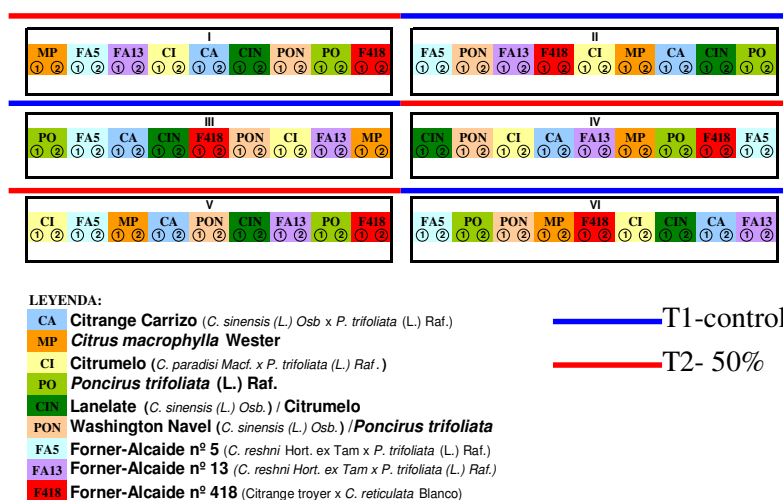 I
MP FA5 FA13 CI CA CIN PON PO F418
1 2 1 2 1 2 1 2 1 2 1 2 1 2 1 2 1 2
II
FA5 PON FA13 F418 CI MP CA CIN PO
1 2 1 2 1 2 1 2 1 2 1 2 1 2 1 2 1 2
III
PO FA5 CA CIN F418 PON CI FA13 MP
1 2 1 2 1 2 1 2 1 2 1 2 1 2 1 2 1 2
IV
CIN PON CI CA FA13 MP PO F418 FA5
1 2 1 2 1 2 1 2 1 2 1 2 1 2 1 2 1 2
V
CI FA5 MP CA PON CIN FA13 PO F418
1 2 1 2 1 2 1 2 1 2 1 2 1 2 1 2 1 2
VI
FA5 PO PON MP F418 CI CIN CA FA13
1 2 1 2 1 2 1 2 1 2 1 2 1 2 1 2 1 2
LEYENDA:
CA Citrange Carrizo (C. sinensis (L.) Osb x P. trifoliata (L.) Raf.)
MP Citrus macrophylla Wester
CI Citrumelo (C. paradisi Macf. x P. trifoliata (L.) Raf.)
PO Poncirus trifoliata (L.) Raf.
CIN Lanelate (C. sinensis (L.) Osb.) / Citrumelo
PON Washington Navel (C. sinensis (L.) Osb.) /Poncirus trifoliata
FA5 Forner-Alcaide nº 5 (C. reshni Hort. ex Tam x P. trifoliata (L.) Raf.)
FA13 Forner-Alcaide nº 13 (C. reshni Hort. ex Tam x P. trifoliata (L.) Raf.)
F418 Forner-Alcaide nº 418 (Citrange troyer x C. reticulata Blanco)
T1-control
T2- 50%